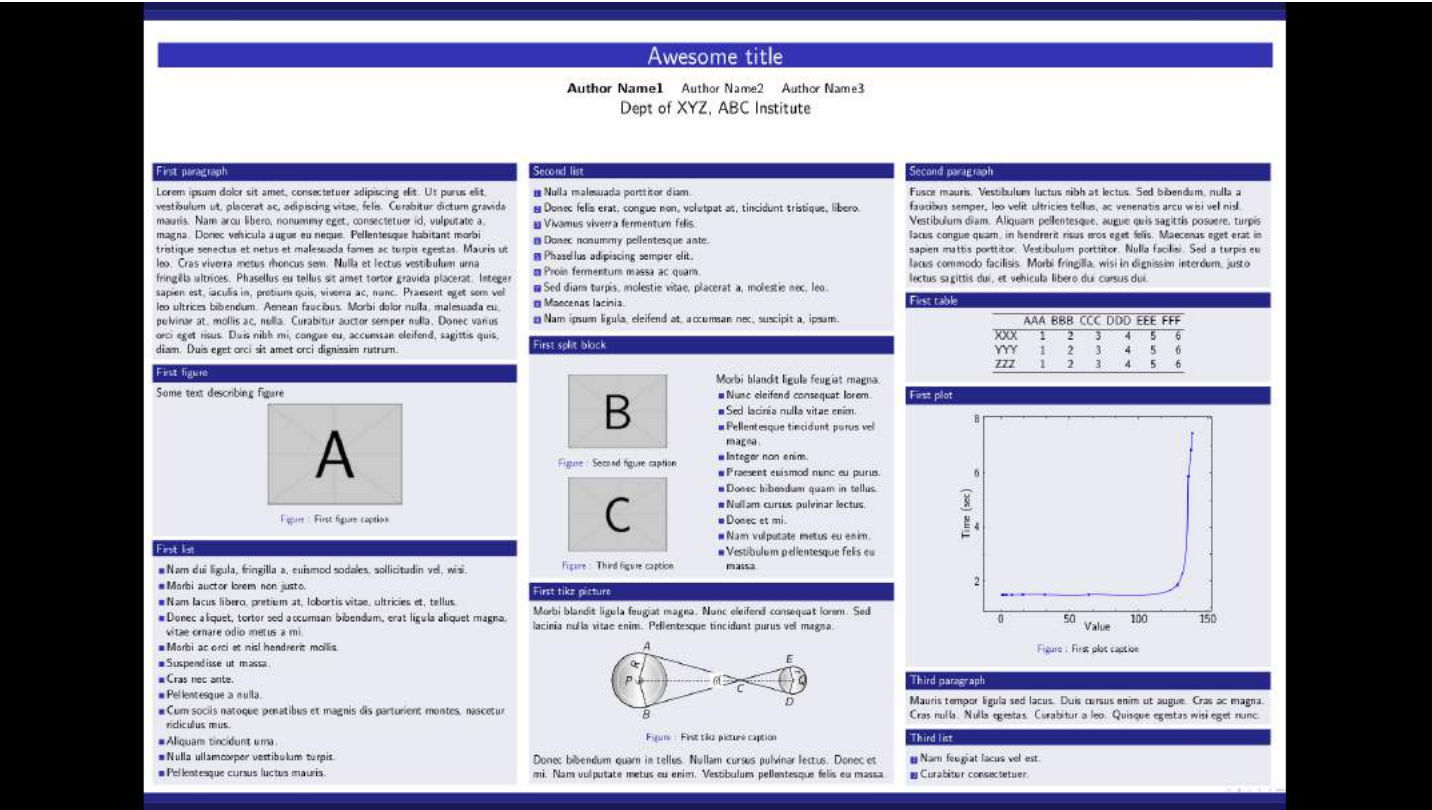 Awesome title
Author Name1 Author Name2 Author Name3
Dept of XYZ, ABC Institute
First paragraph
Lorem ipsum dolor sit amet, consectetuer adipiscing elit. Ut purus elit,
vestibulum ut, placerat ac, adipiscing vitae, felis. Curabitur dictum gravida
mauris. Nam arcu libero, nonummy eget, consectetuer id, vulputate a,
magna. Donec vehicula augue eu neque. Pellentesque habitant morbi
tristique senectus et netus et malesuada fames ac turpis egestas. Mauris ut
leo. Cras viverra metus rhoncus sem. Nulla et lectus vestibulum urna
fringilla ultrices. Phasellus eu tellus sit amet tortor gravida placerat. Integer
sapien est, iaculis in, pretium quis, viverra ac, nunc. Praesent eget sem vel
leo ultrices bibendum. Aenean faucibus. Morbi dolor nulla, malesuada eu,
pulvinar at, mollis ac, nulla. Curabitur auctor semper nulla. Donec varius
orci eget risus. Duis nibh mi, congue eu, accumsan eleifend, sagittis quis,
diam. Duis eget orci sit amet orci dignissim rutrum.
First figure
Some text describing figure
A
Figure : First figure caption
First list
Nam dui ligula, fringilla a, euismod sodales, sollicitudin vel, wisi.
Morbi auctor lorem non justo.
Nam lacus libero, pretium at, lobortis vitae, ultricies et, tellus.
Donec aliquet, tortor sed accumsan bibendum, erat ligula aliquet magna,
vitae ornare odio metus a mi.
Morbi ac orci et nisl hendrerit mollis.
Suspendisse ut massa.
Cras nec ante.
Pellentesque a nulla.
Cum sociis natoque penatibus et magnis dis parturient montes, nascetur
ridiculus mus.
Aliquam tincidunt urna.
Nulla ullamcorper vestibulum turpis.
Pellentesque cursus luctus mauris.
Second list
Nulla malesuada porttitor diam.
Donec felis erat, congue non, volutpat at, tincidunt tristique, libero.
Vivamus viverra fermentum felis.
Donec nonummy pellentesque ante.
Phasellus adipiscing semper elit.
Proin fermentum massa ac quam.
Sed diam turpis, molestie vitae, placerat a, molestie nec, leo.
Maecenas lacinia.
Nam ipsum ligula, eleifend at, accumsan nec, suscipit a, ipsum.
First split block
B
Figure : Second figure caption
C
Figure : Third figure caption
Morbi blandit ligula feugiat magna.
Nunc eleifend consequat lorem.
Sed lacinia nulla vitae enim.
Pellentesque tincidunt purus vel
magna.
Integer non enim.
Praesent euismod nunc eu purus.
Donec bibendum quam in tellus.
Nullam cursus pulvinar lectus.
Donec et mi.
Nam vulputate metus eu enim.
Vestibulum pellentesque felis eu
massa.
First tikz picture
Morbi blandit ligula feugiat magna. Nunc eleifend consequat lorem. Sed
lacinia nulla vitae enim. Pellentesque tincidunt purus vel magna.
A
E
P
C
Q
D
B
Figure : First tikz picture caption
Donec bibendum quam in tellus. Nullam cursus pulvinar lectus. Donec et
mi. Nam vulputate metus eu enim. Vestibulum pellentesque felis eu massa.
Second paragraph
Fusce mauris. Vestibulum luctus nibh at lectus. Sed bibendum, nulla a
faucibus semper, leo velit ultricies tellus, ac venenatis arcu wisi vel nisl.
Vestibulum diam. Aliquam pellentesque, augue quis sagittis posuere, turpis
lacus congue quam, in hendrerit risus eros eget felis. Maecenas eget erat in
sapien mattis porttitor. Vestibulum porttitor. Nulla facilisi. Sed a turpis eu
lacus commodo facilisis. Morbi fringilla, wisi in dignissim interdum, justo
lectus sagittis dui, et vehicula libero dui cursus dui.
First table
AAA BBB CCC DDD EEE FFF
XXX 1 2 3 4 5 6
YYY 1 2 3 4 5 6
ZZZ 1 2 3 4 5 6
First plot
8
6
4
2
Time (sec)
0 50 100 150
Value
Figure : First plot caption
Third paragraph
Mauris tempor ligula sed lacus. Duis cursus enim ut augue. Cras ac magna.
Cras nulla. Nulla egestas. Curabitur a leo. Quisque egestas wisi eget nunc.
Third list
Nam feugiat lacus vel est.
Curabitur consectetuer.